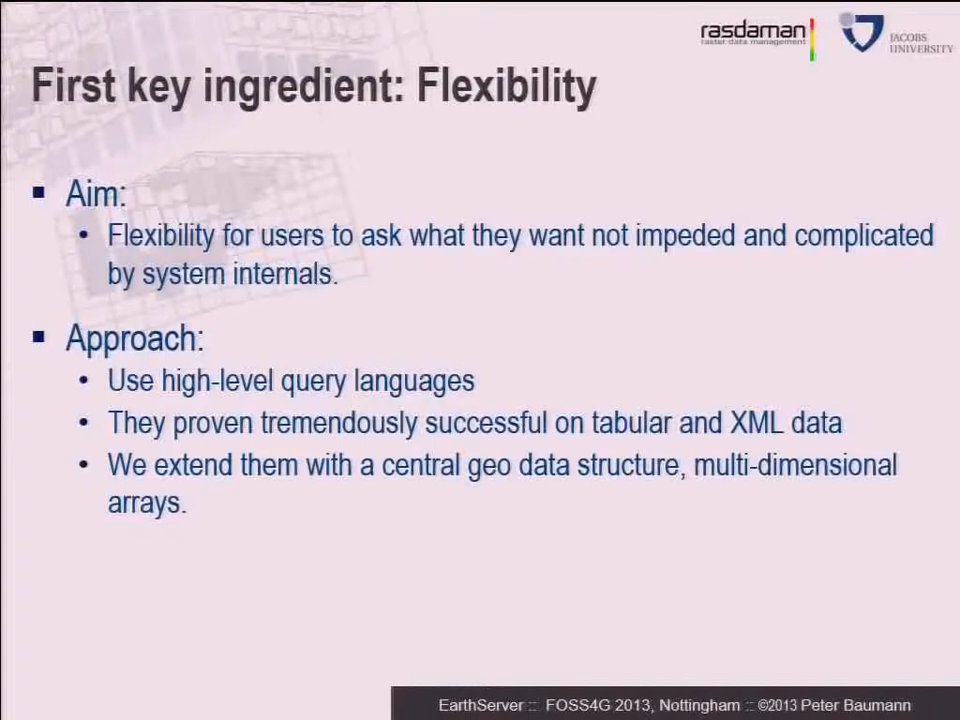 rasdaman
raster data management
JACOBS
UNIVERSITY
First key ingredient: Flexibility
Aim:
Flexibility for users to ask what they want not impeded and complicated
by system internals.
Approach:
Use high-level query languages
They proven tremendously successful on tabular and XML data
We extend them with a central geo data structure, multi-dimensional
arrays.
EarthServer :: FOSS4G 2013, Nottingham :: ©2013 Peter Baumann